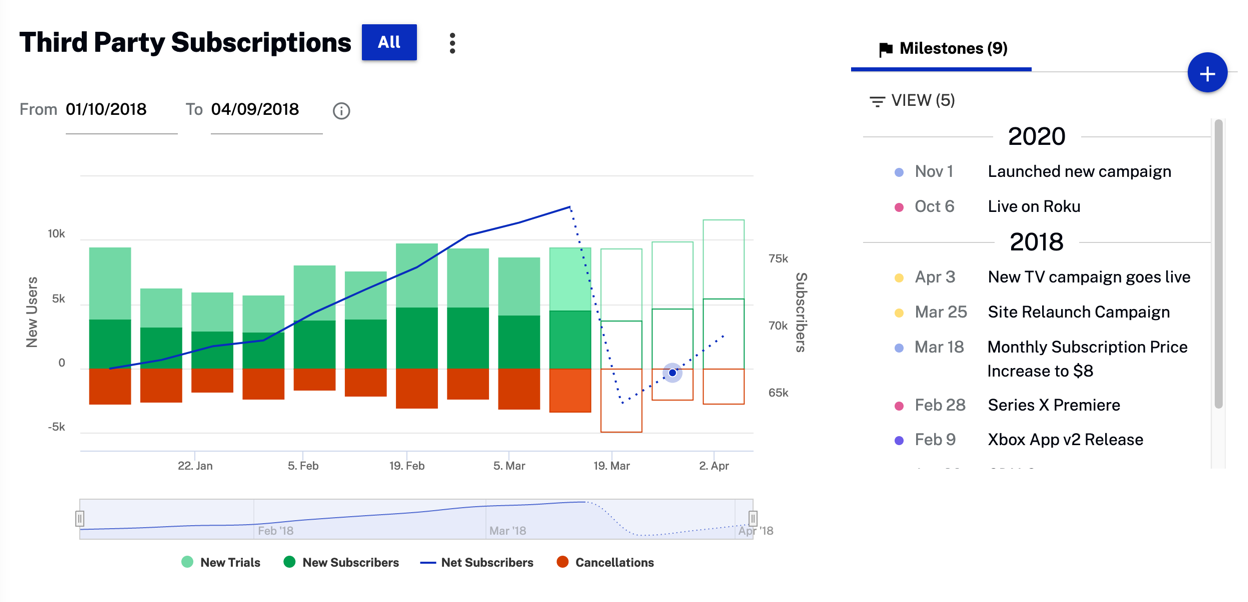 Third Party Subscriptions
All
From 01/10/2018 To 04/09/2018
10k
5k
0
-5k
New Users
75k
70k
65k
Subscribers
22. Jan 5. Feb 19. Feb 5. Mar 19. Mar 2. Apr
Feb '18 Mar '18 Apr '18
New Trials New Subscribers Net Subscribers Cancellations
Milestones (9)
+
VIEW (5)
2020
Nov 1 Launched new campaign
Oct 6 Live on Roku
2018
Apr 3 New TV campaign goes live
Mar 25 Site Relaunch Campaign
Mar 18 Monthly Subscription Price
Increase to $8
Feb 28 Series X Premiere
Feb 9 Xbox App v2 Release